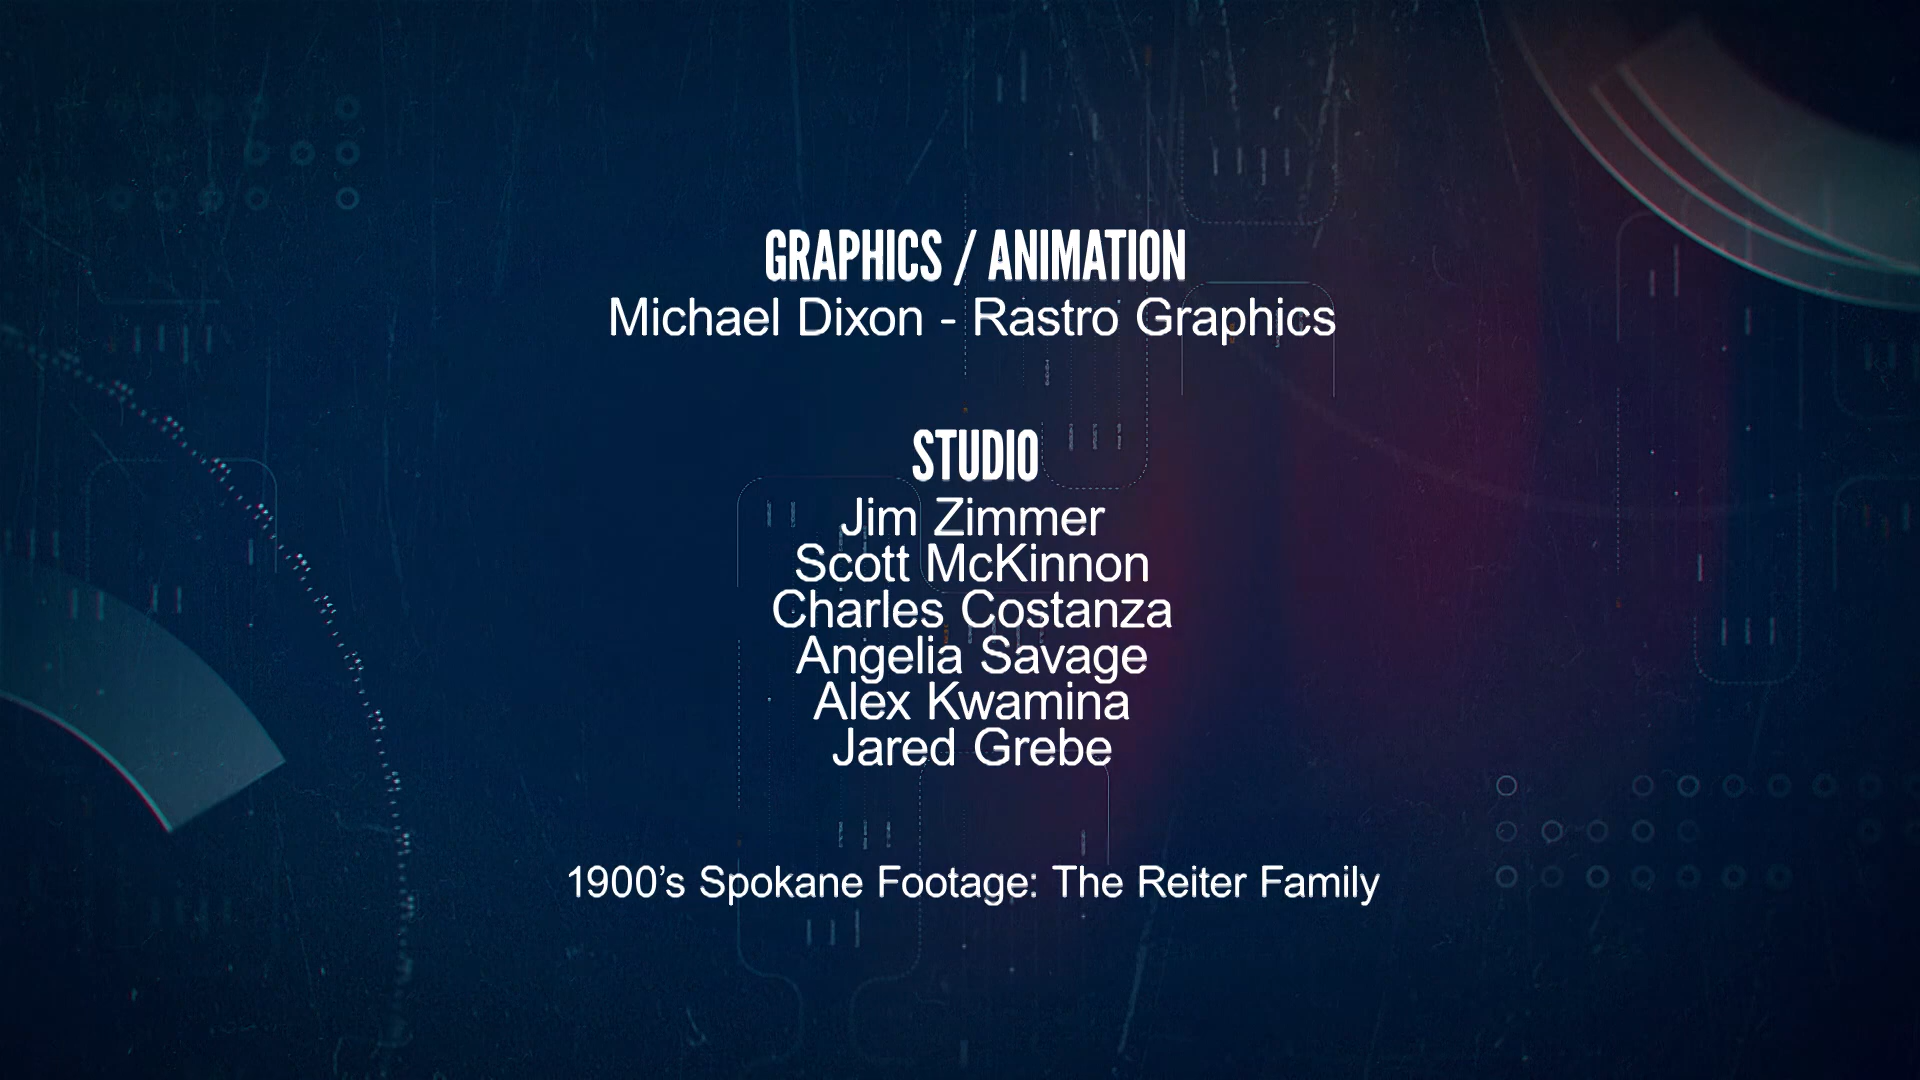 GRAPHICS / ANIMATION
Michael Dixon - Rastro Graphics
STUDIO
Jim Zimmer
Scott McKinnon
Charles Costanza
Angelia Savage
Alex Kwamina
Jared Grebe
1900’s Spokane Footage: The Reiter Family